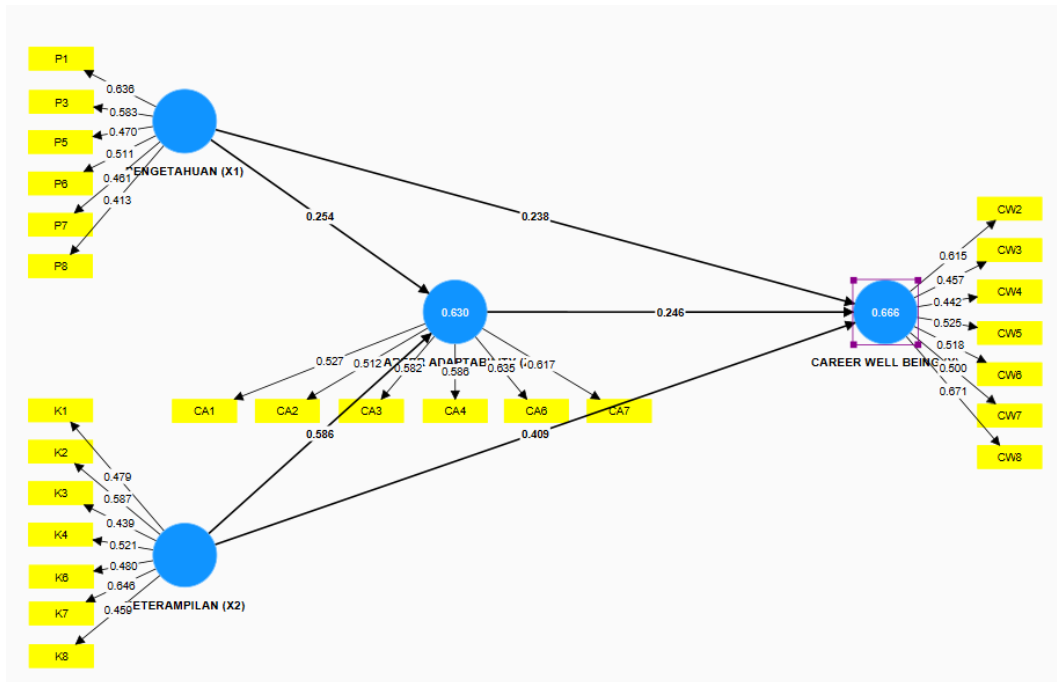 P1
0.636
P3
0.583
P5
0.470
P6
0.511
P7
0.461
P8
0.413
ENGETAHUAN (X1)
0.254
0.238
CW2
0.615
CW3
0.457
CW4
0.442
CW5
0.525
CW6
0.518
CW7
0.500
CW8
0.671
0.630
0.246
0.666
ADAPTAB
CAREER WELL BEING
0.527
0.512
0.582
0.586
0.635
0.617
CA1
CA2
CA3
CA4
CA6
CA7
0.586
0.409
K1
0.479
K2
0.587
K3
0.439
K4
0.521
K6
0.480
K7
0.646
K8
0.459
ETERAMPILAN (X2)